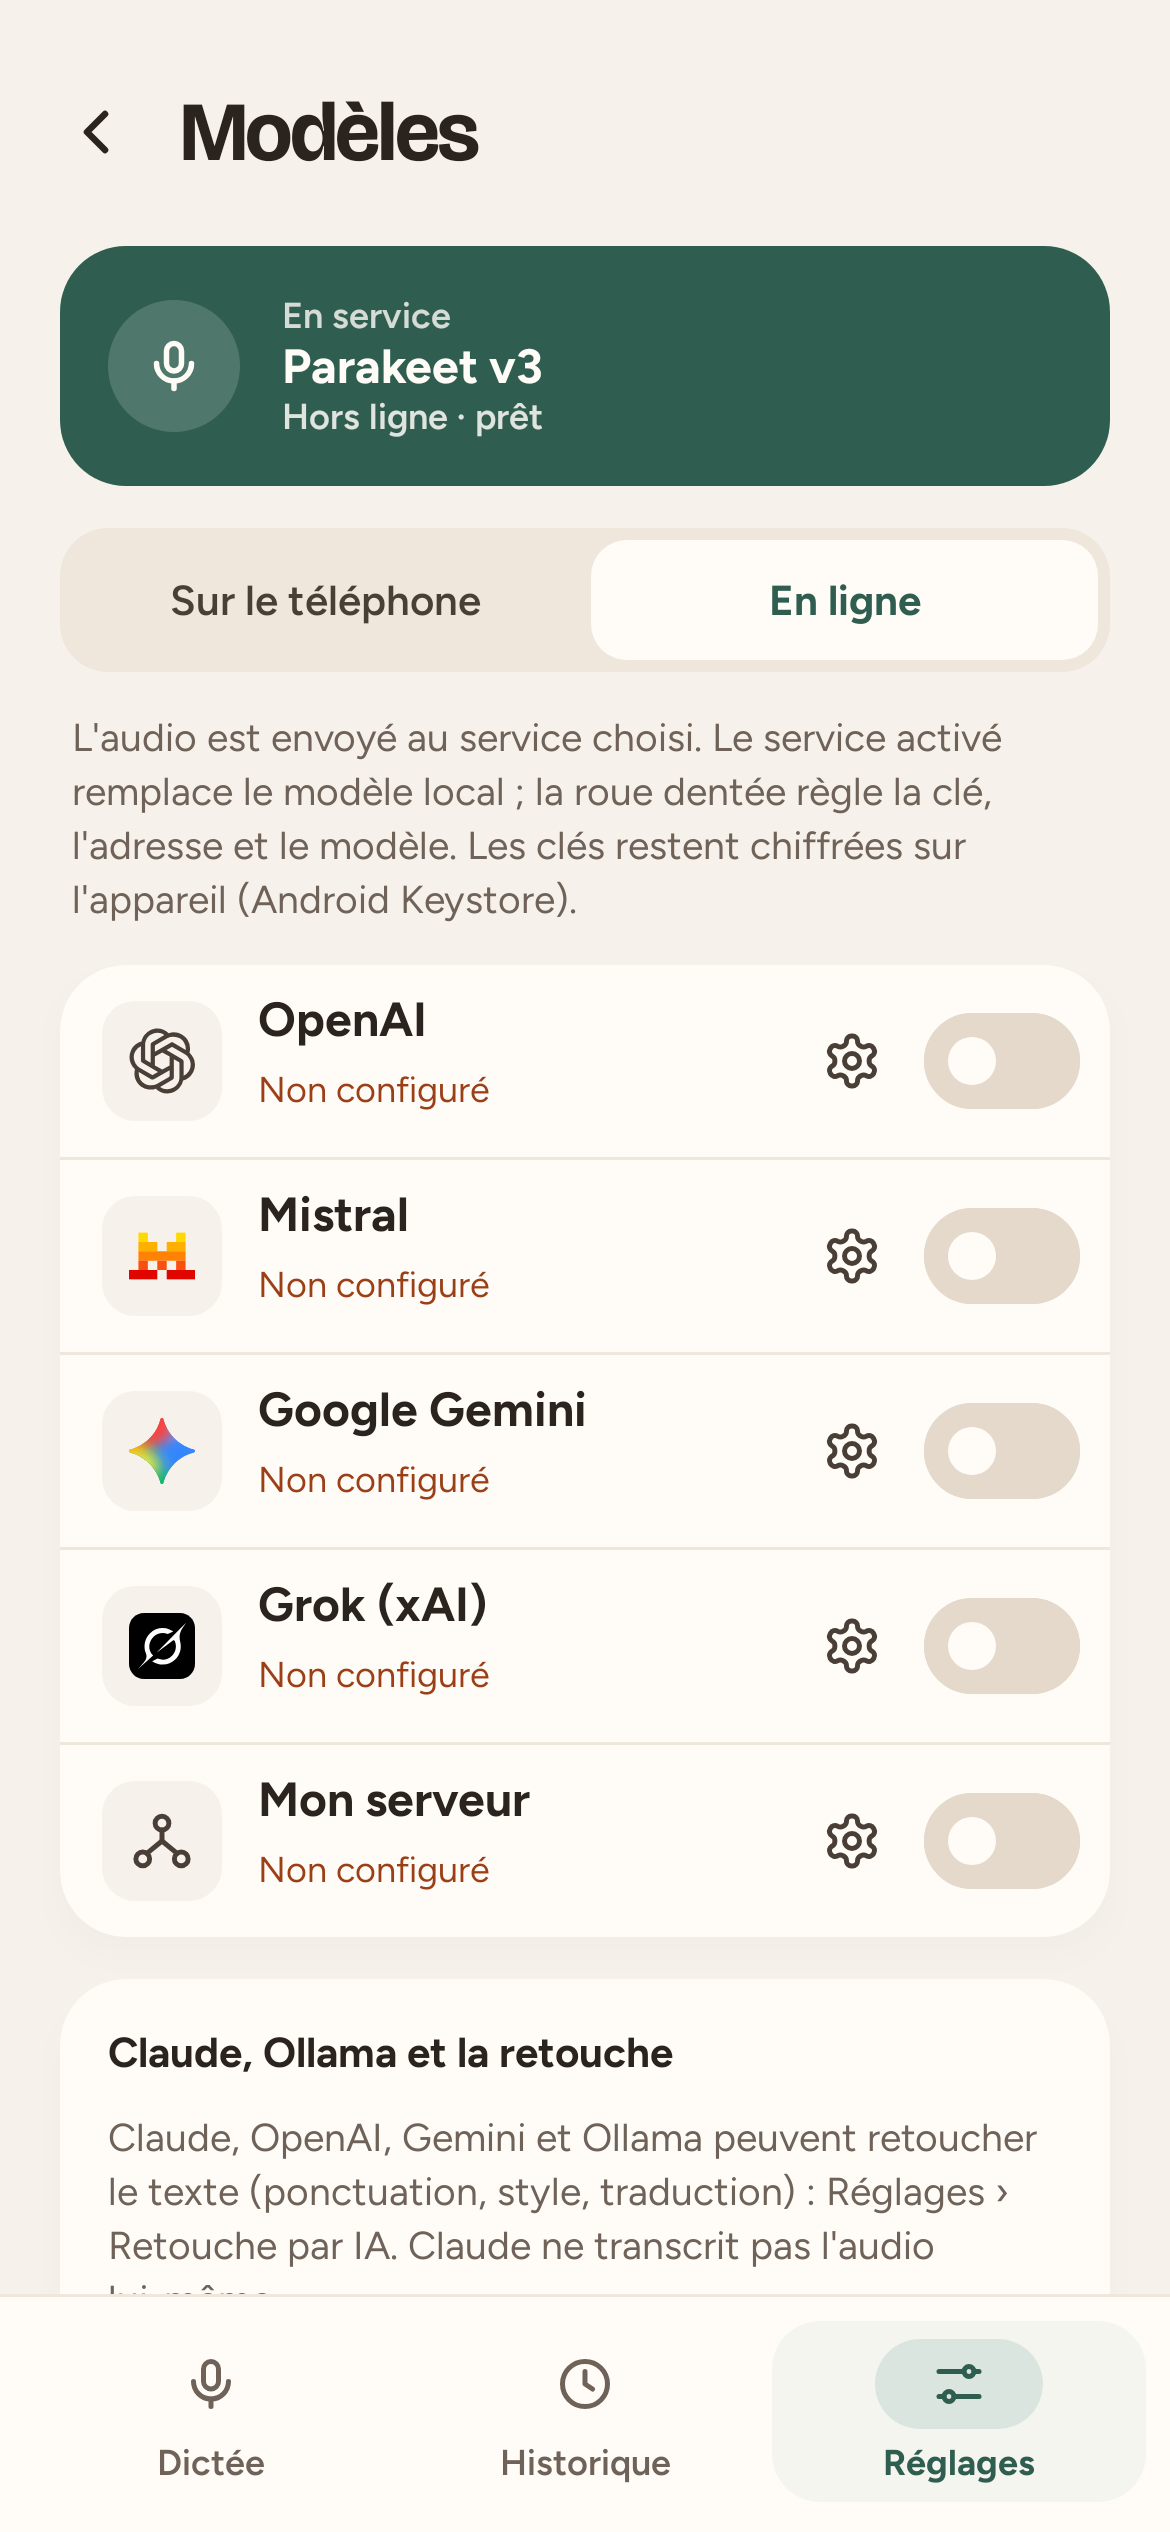 Modèles
En service
Parakeet v3
Hors ligne · prêt
Sur le téléphone
En ligne
L'audio est envoyé au service choisi. Le service activé
remplace le modèle local ; la roue dentée règle la clé,
l'adresse et le modèle. Les clés restent chiffrées sur
l'appareil (Android Keystore).
OpenAI
Non configuré
Mistral
Non configuré
Google Gemini
Non configuré
Grok (xAI)
Non configuré
Mon serveur
Non configuré
Claude, Ollama et la retouche
Claude, OpenAI, Gemini et Ollama peuvent retoucher
le texte (ponctuation, style, traduction) : Réglages ›
Retouche par IA. Claude ne transcrit pas l'audio
Dictée
Historique
Réglages